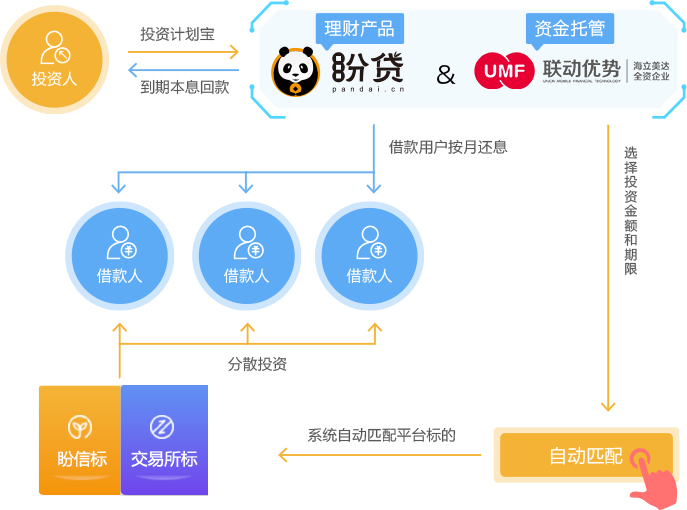 理财产品
资金托管
投资人
投资计划宝
到期本息回款
盼贷
pandai.cn
&
UMF
联动优势
UNION MOBILE FINANCIAL TECHNOLOGY
海立美达
全资企业
借款用户按月还息
选择投资金额和期限
借款人
借款人
借款人
分散投资
盼信标
交易所标
系统自动匹配平台标的
自动匹配